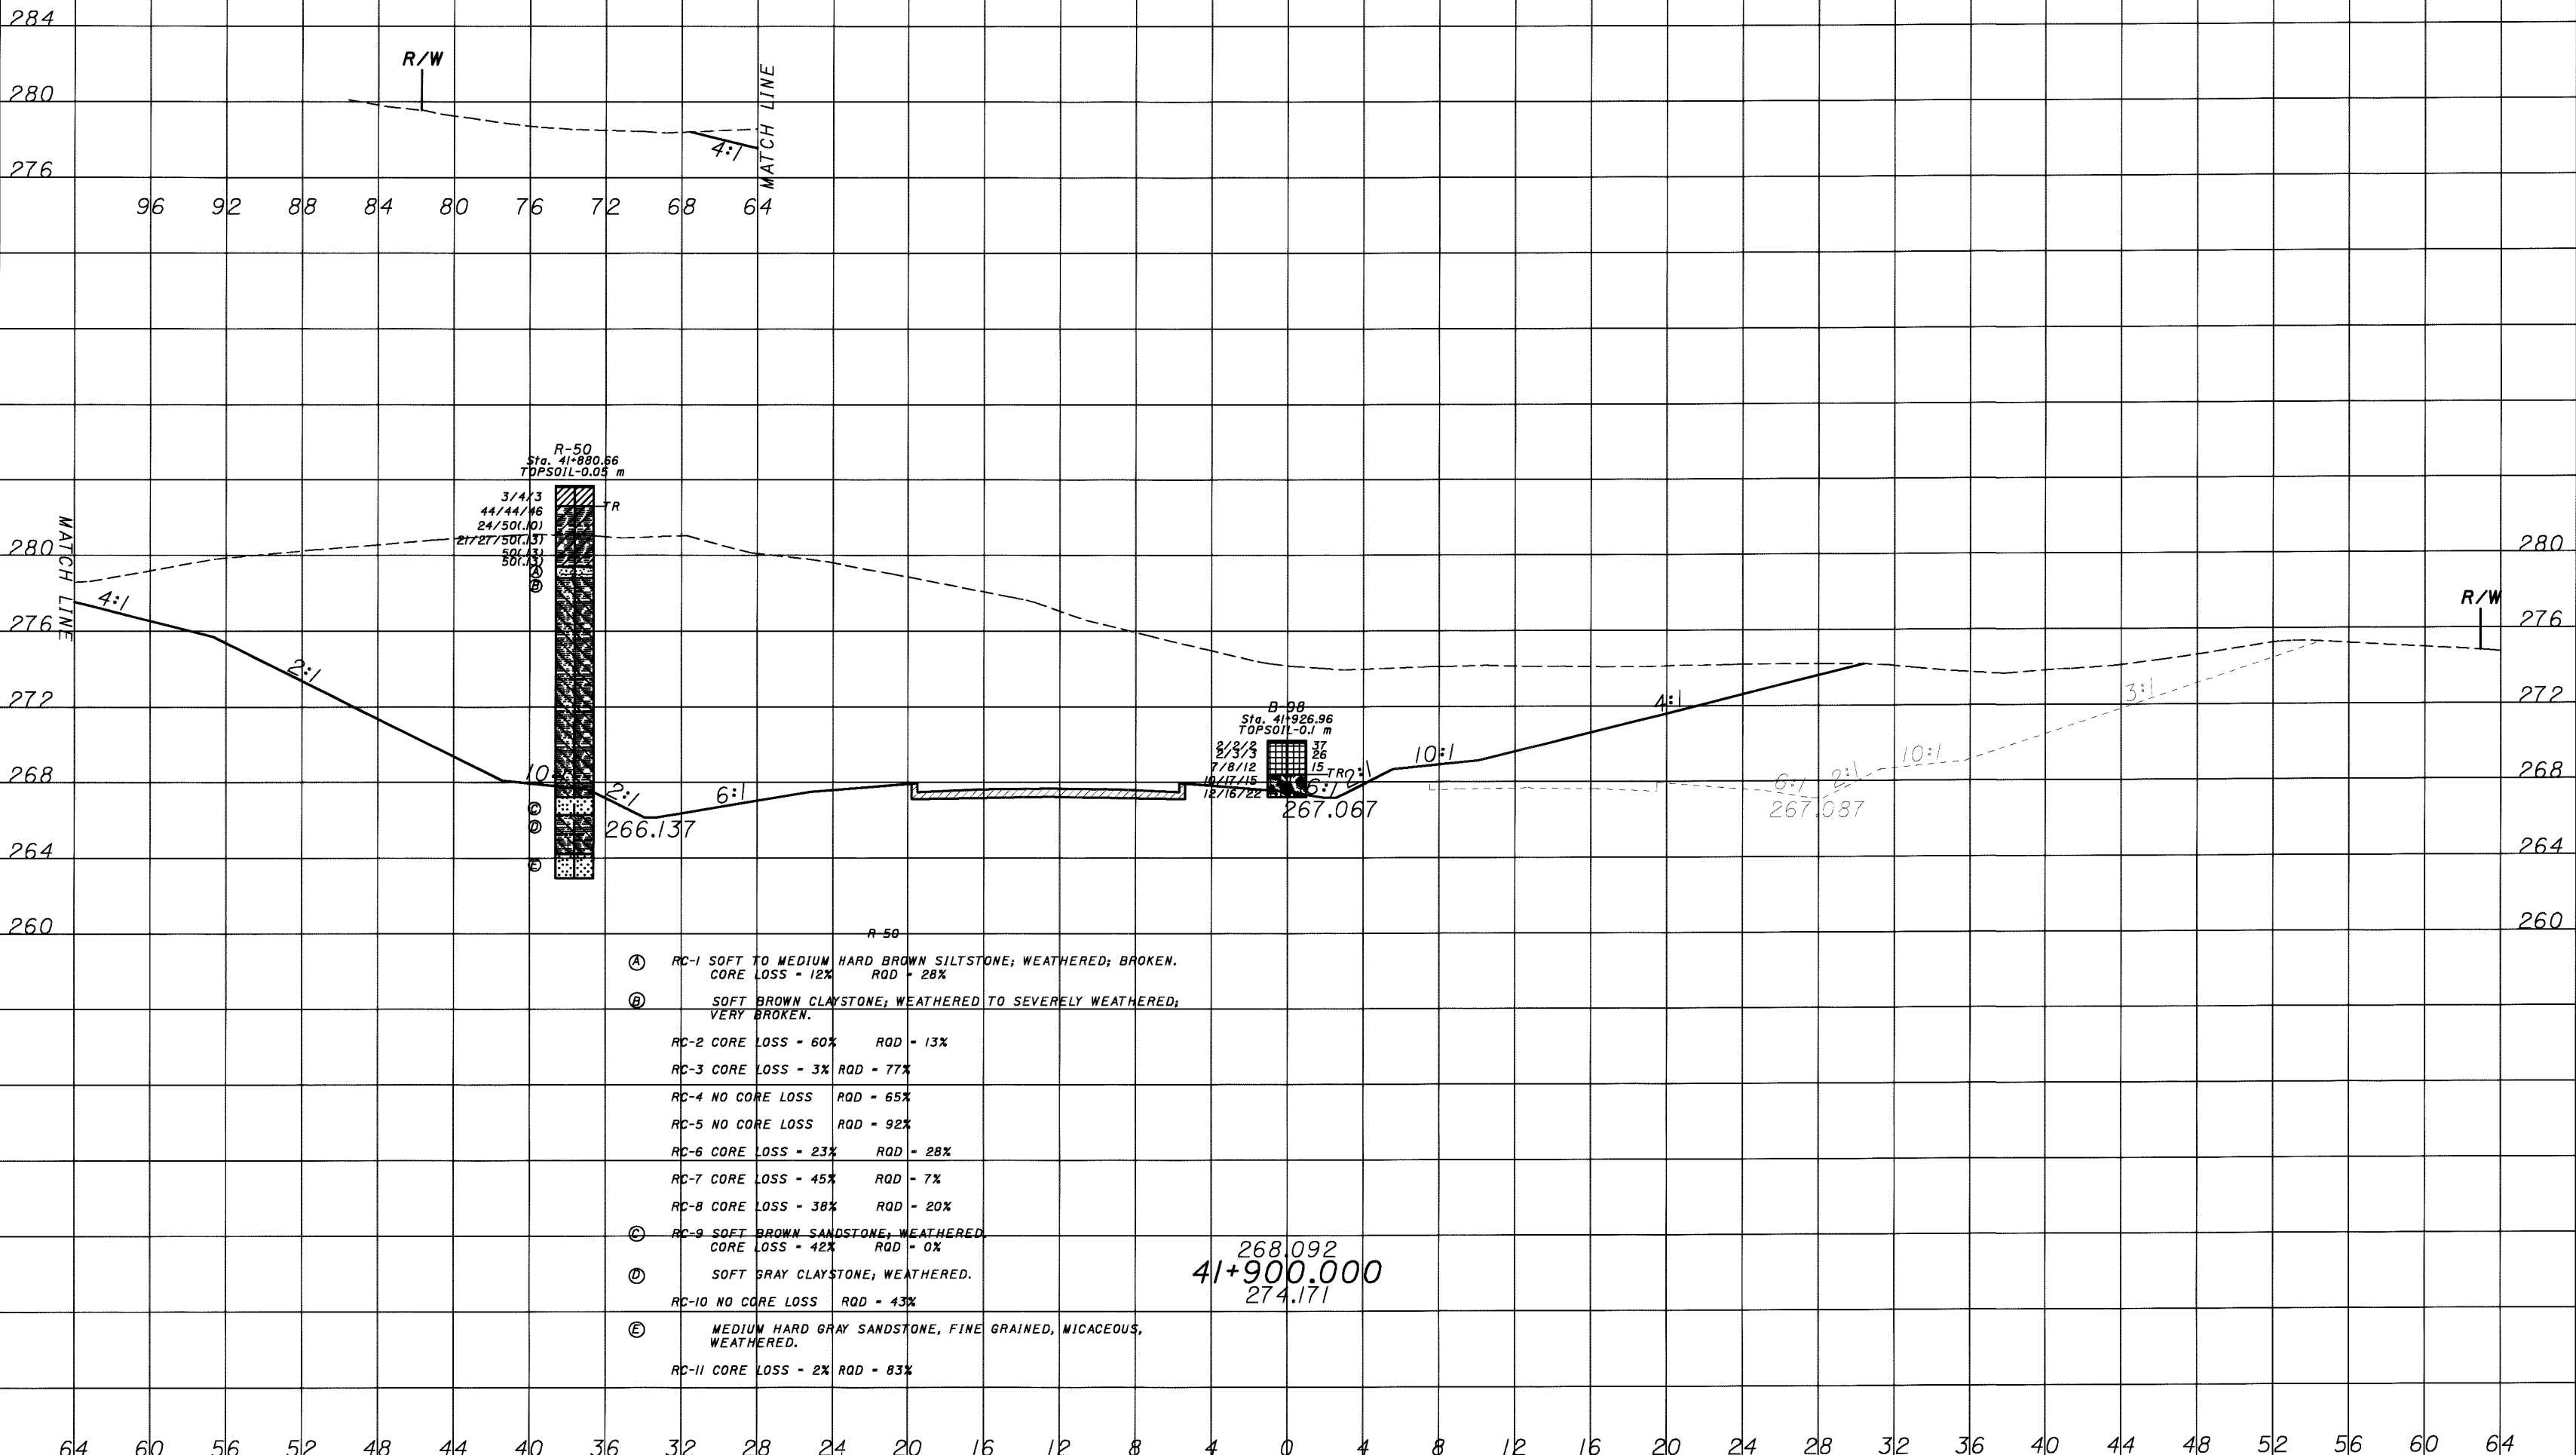 284
R/W
MATCH LINE
280
4:1
276
96 92 88 84 80 76 72 68 64
R-50
Sta. 41+880.66
TOPSOIL-0.05 m
3/4/3
TR
44/44/46
24/50(.10)
21/27/50(.13)
50(.13)
50(.13)
A
B
MATCH LINE
280 280
4:1
R/W
276 276
2:1
3:1
272 4:1 272
B-98
Sta. 41+926.96
TOPSOIL-0.1 m
2/2/2 37
2/3/3 26
7/8/12 15
TR
10/17/15
12/16/22
268 268
2:1 6:1 6:1 2:1 10:1 6:1 2:1 10:1
C
266.137 267.067 267.087
D
264 264
E
260 260
R-50
A RC-1 SOFT TO MEDIUM HARD BROWN SILTSTONE; WEATHERED; BROKEN.
CORE LOSS = 12% RQD = 28%
B SOFT BROWN CLAYSTONE; WEATHERED TO SEVERELY WEATHERED;
VERY BROKEN.
RC-2 CORE LOSS = 60% RQD = 13%
RC-3 CORE LOSS = 3% RQD = 77%
RC-4 NO CORE LOSS RQD = 65%
RC-5 NO CORE LOSS RQD = 92%
RC-6 CORE LOSS = 23% RQD = 28%
RC-7 CORE LOSS = 45% RQD = 7%
RC-8 CORE LOSS = 38% RQD = 20%
C RC-9 SOFT BROWN SANDSTONE; WEATHERED.
CORE LOSS = 42% RQD = 0%
D SOFT GRAY CLAYSTONE; WEATHERED.
RC-10 NO CORE LOSS RQD = 43%
E MEDIUM HARD GRAY SANDSTONE, FINE GRAINED, MICACEOUS,
WEATHERED.
RC-11 CORE LOSS = 2% RQD = 83%
268.092
41+900.000
274.171
64 60 56 52 48 44 40 36 32 28 24 20 16 12 8 4 0 4 8 12 16 20 24 28 32 36 40 44 48 52 56 60 64